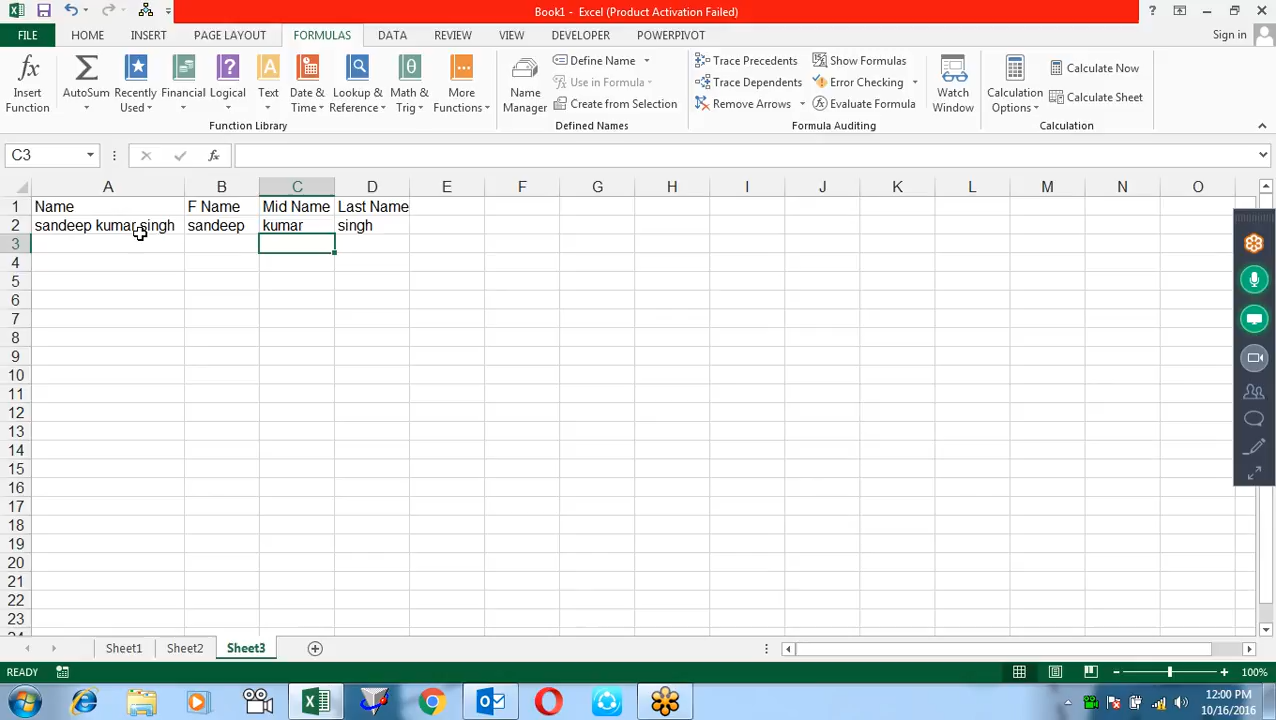 Book1 - Excel (Product Activation Failed)
FILE HOME INSERT PAGE LAYOUT FORMULAS DATA REVIEW VIEW DEVELOPER POWERPIVOT Sign in
Insert Function
AutoSum
Recently Used
Financial
Logical
Text
Date & Time
Lookup & Reference
Math & Trig
More Functions
Function Library
Name Manager
Define Name
Use in Formula
Create from Selection
Defined Names
Trace Precedents
Trace Dependents
Remove Arrows
Show Formulas
Error Checking
Evaluate Formula
Formula Auditing
Watch Window
Calculation Options
Calculate Now
Calculate Sheet
Calculation
C3
A B C D E F G H I J K L M N O
1 Name F Name Mid Name Last Name
2 sandeep kumar singh sandeep kumar singh
3
4
5
6
7
8
9
10
11
12
13
14
15
16
17
18
19
20
21
22
23
Sheet1 Sheet2 Sheet3
READY 100%
12:00 PM
10/16/2016